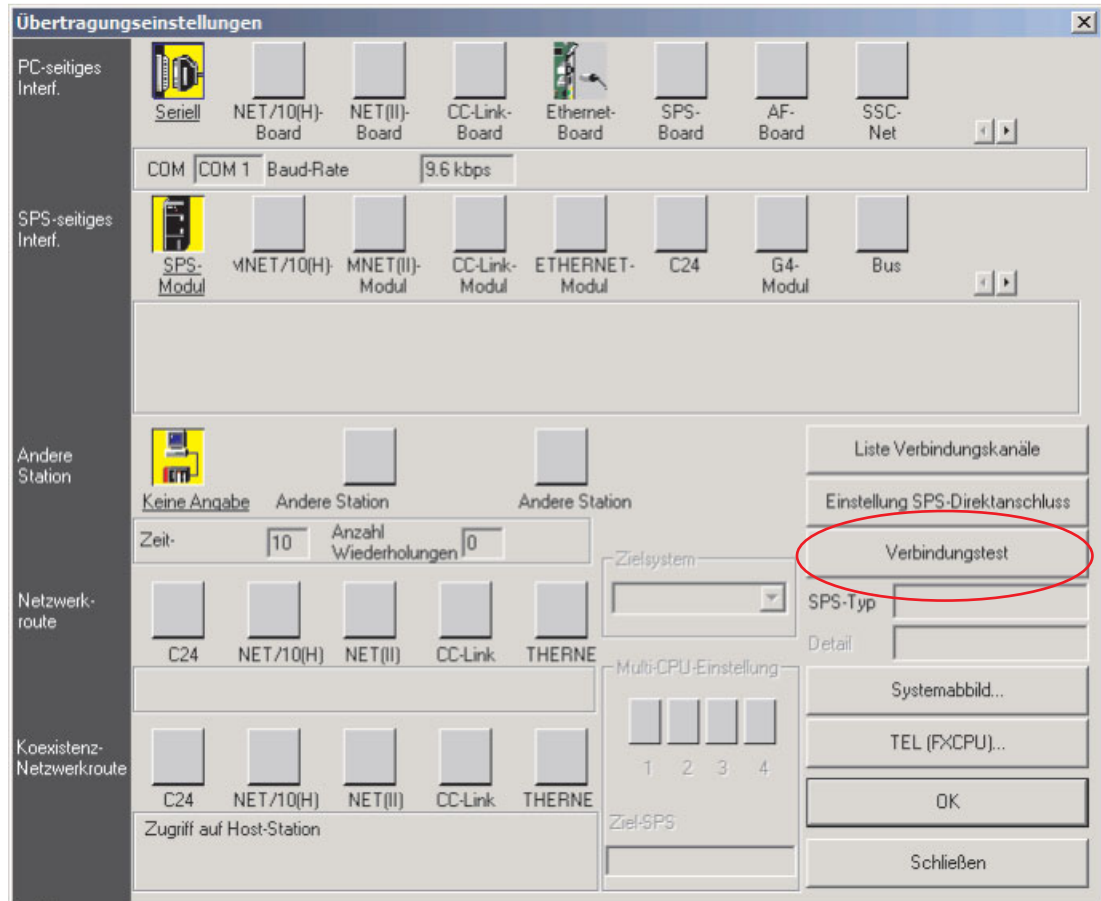 Übertragungseinstellungen
PC-seitiges
Interf.
Seriell
NET/10(H)-
Board
NET(II)-
Board
CC-Link-
Board
Ethernet-
Board
SPS-
Board
AF-
Board
SSC-
Net
COM COM 1 Baud-Rate 9.6 kbps
SPS-seitiges
Interf.
SPS-
Modul
MNET/10(H)-
MNET(II)-
Modul
CC-Link-
Modul
ETHERNET-
Modul
C24
G4-
Modul
Bus
Andere
Station
Keine Angabe
Andere Station
Andere Station
Zeit- 10
Anzahl
Wiederholungen 0
Liste Verbindungskanäle
Einstellung SPS-Direktanschluss
Verbindungstest
Zielsystem
SPS-Typ
Detail
Netzwerk-
route
C24 NET/10(H) NET(II) CC-Link THERNE
Multi-CPU-Einstellung
1 2 3 4
Ziel-SPS
Systemabbild...
TEL (FXCPU)...
OK
Schließen
Koexistenz-
Netzwerkroute
C24 NET/10(H) NET(II) CC-Link THERNE
Zugriff auf Host-Station